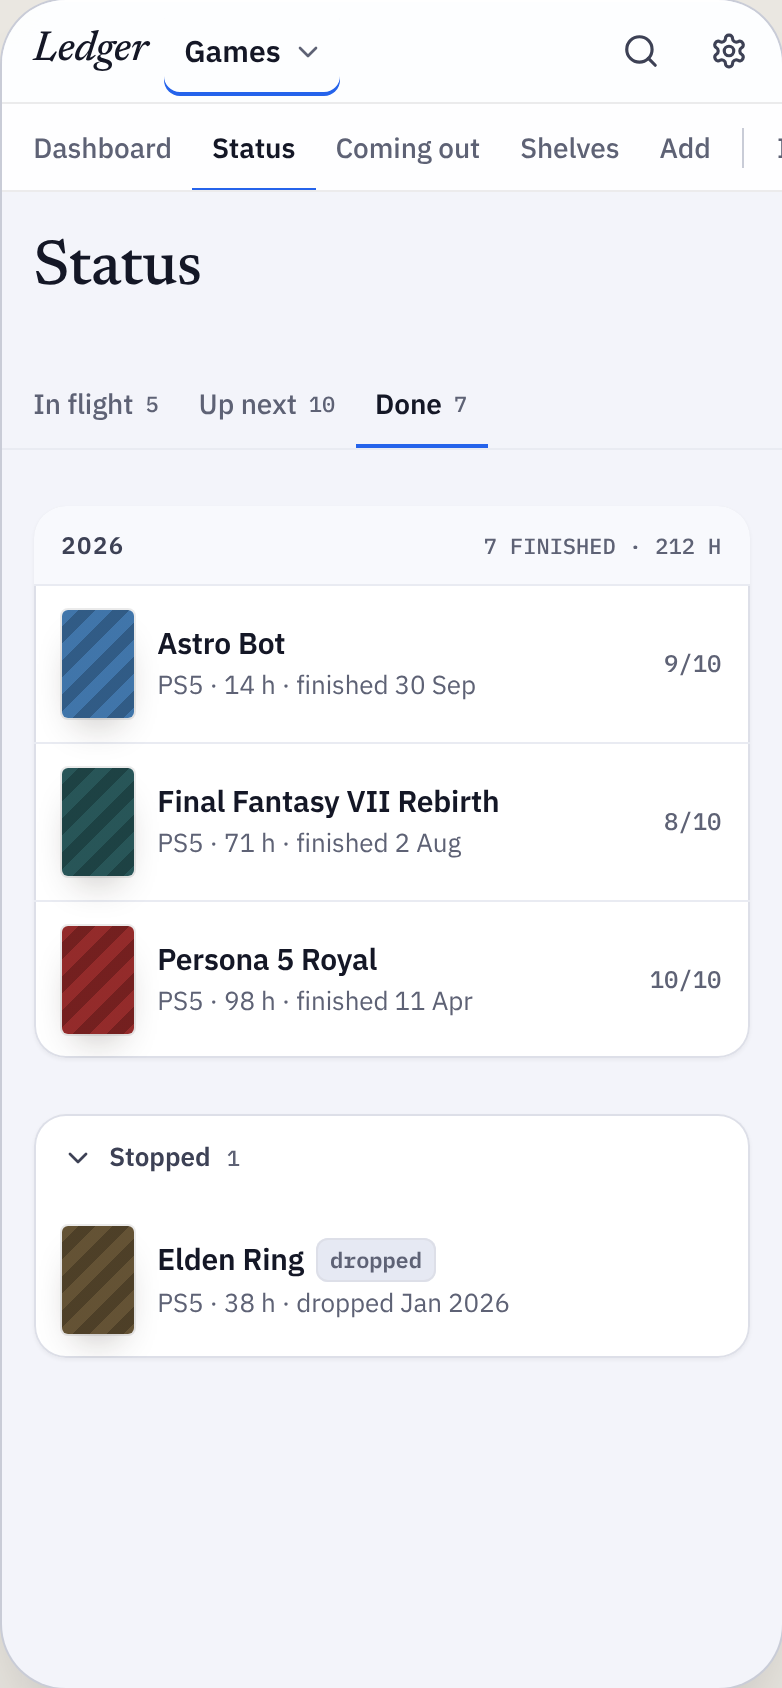 Ledger Games
Dashboard Status Coming out Shelves Add
Status
In flight 5 Up next 10 Done 7
2026 7 FINISHED · 212 H
Astro Bot
PS5 · 14 h · finished 30 Sep
9/10
Final Fantasy VII Rebirth
PS5 · 71 h · finished 2 Aug
8/10
Persona 5 Royal
PS5 · 98 h · finished 11 Apr
10/10
Stopped 1
Elden Ring dropped
PS5 · 38 h · dropped Jan 2026